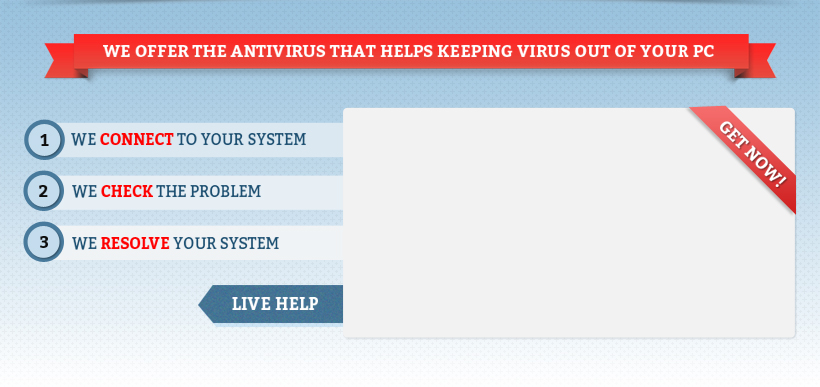 WE OFFER THE ANTIVIRUS THAT HELPS KEEPING VIRUS OUT OF YOUR PC
1 WE CONNECT TO YOUR SYSTEM
2 WE CHECK THE PROBLEM
3 WE RESOLVE YOUR SYSTEM
LIVE HELP
GET NOW!